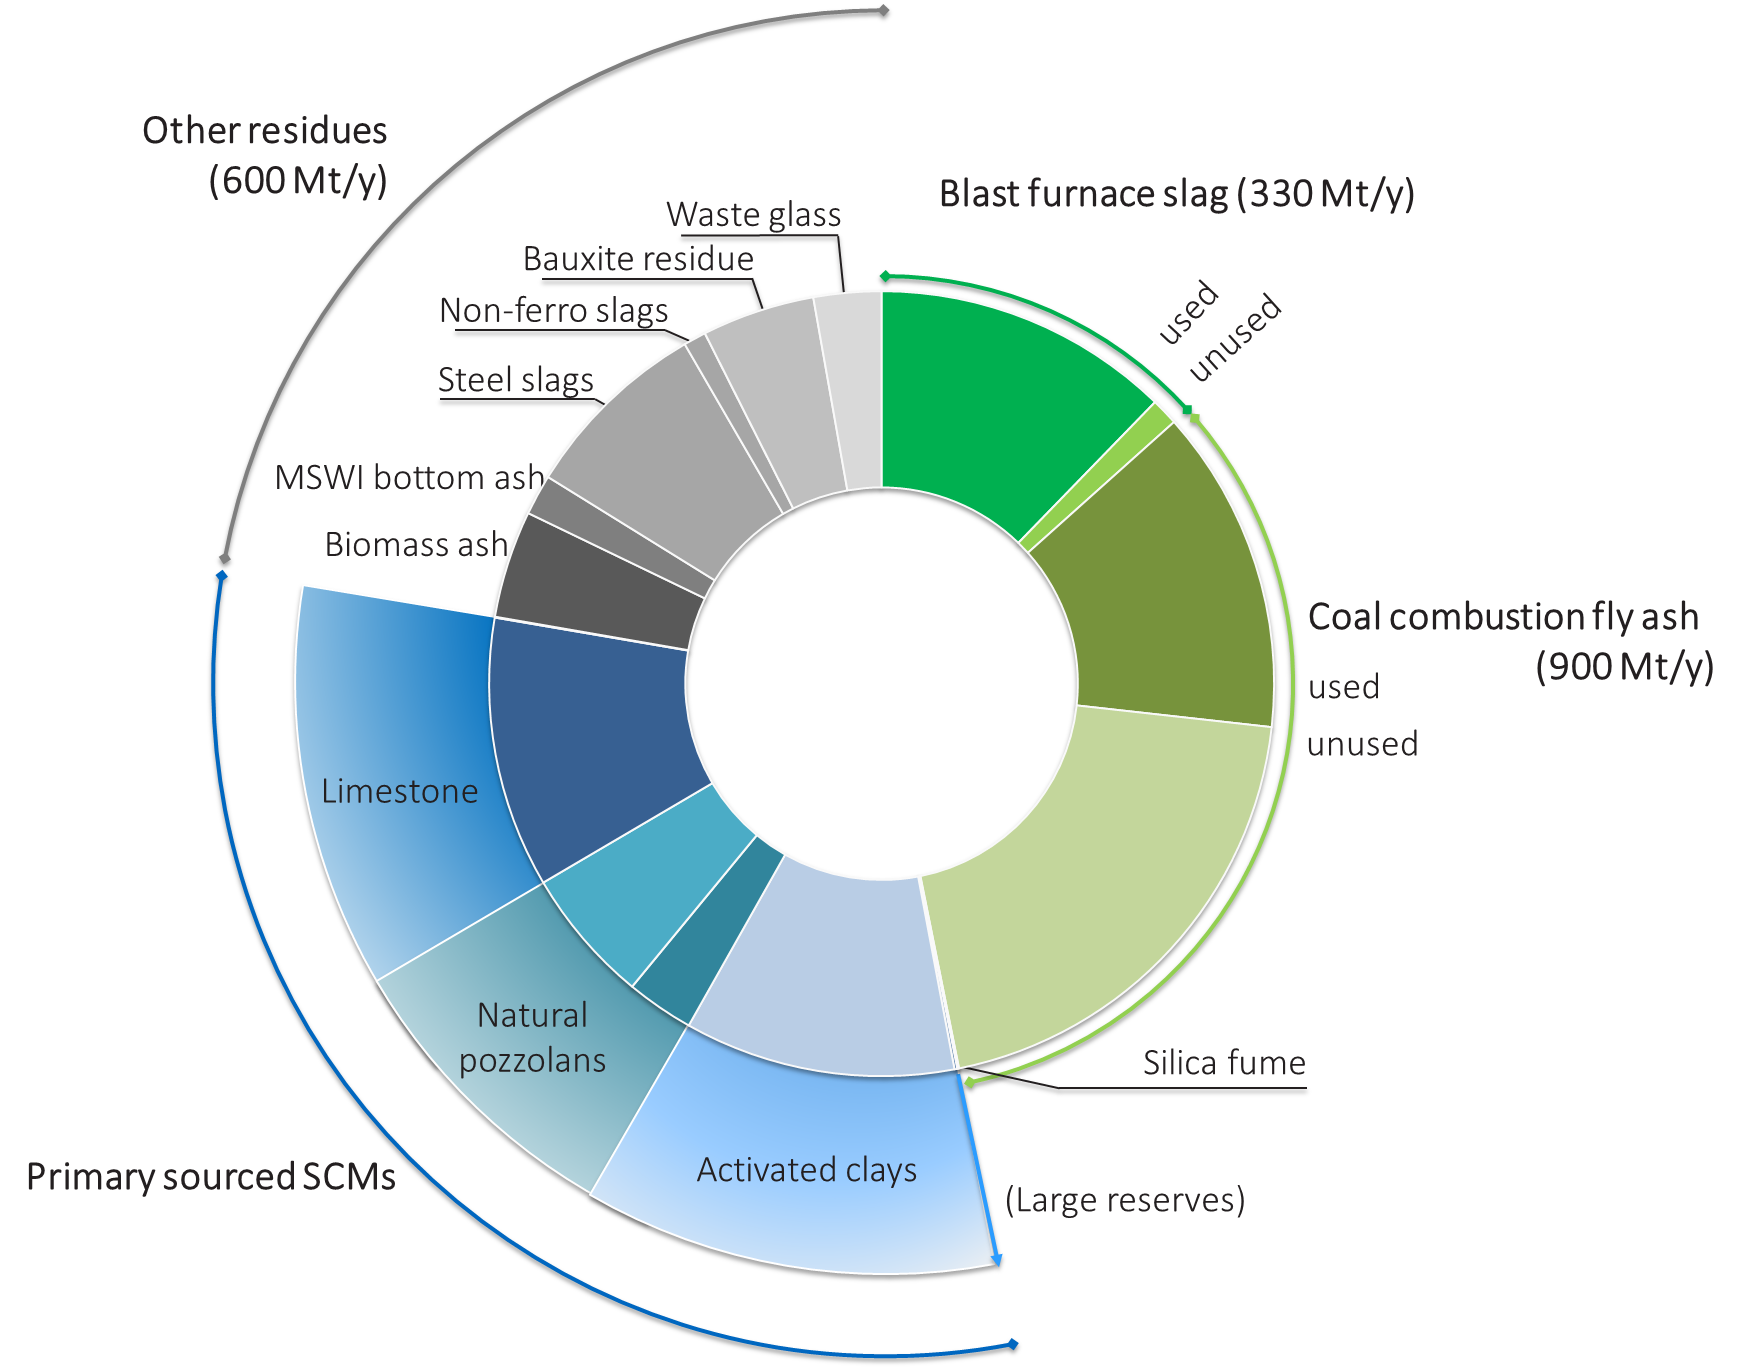 Other residues
(600 Mt/y)
Blast furnace slag (330 Mt/y)
Waste glass
Bauxite residue
Non-ferro slags
Steel slags
MSWI bottom ash
Biomass ash
used
unused
Coal combustion fly ash
(900 Mt/y)
used
unused
Limestone
Natural
pozzolans
Silica fume
Activated clays
Primary sourced SCMs
(Large reserves)